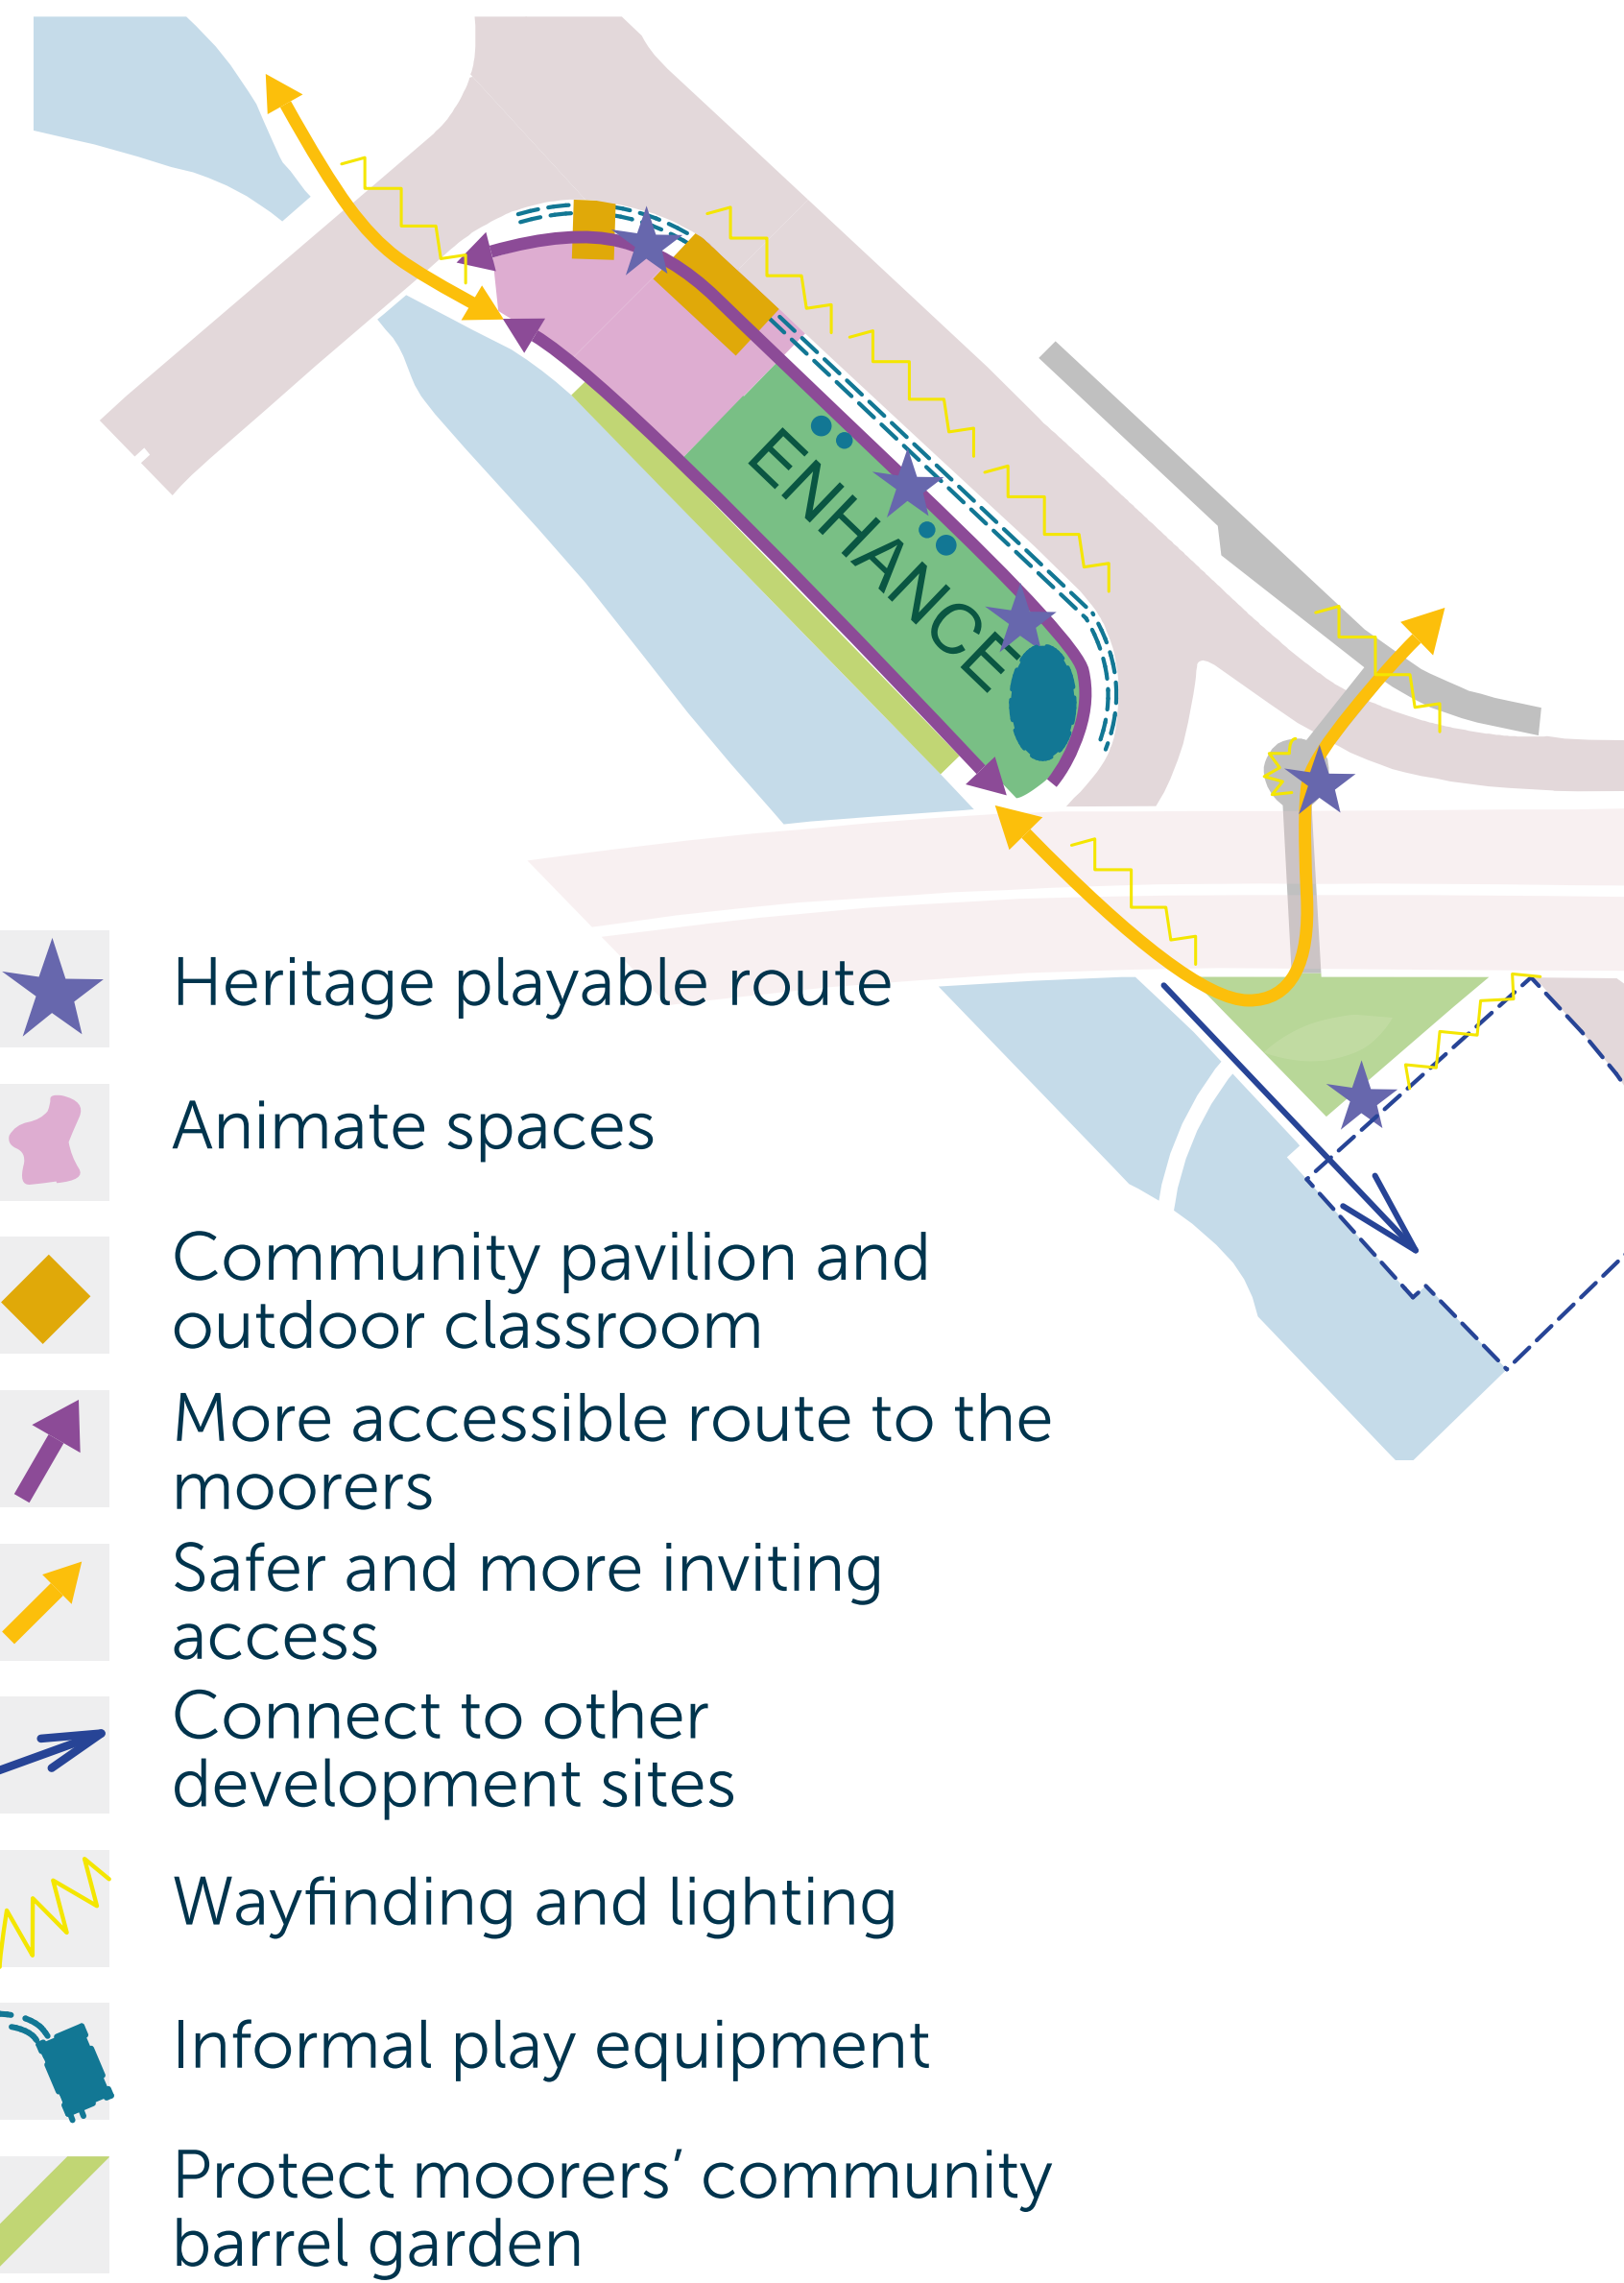 ENHANCE
Heritage playable route
Animate spaces
Community pavilion and
outdoor classroom
More accessible route to the
moorers
Safer and more inviting
access
Connect to other
development sites
Wayfinding and lighting
Informal play equipment
Protect moorers’ community
barrel garden